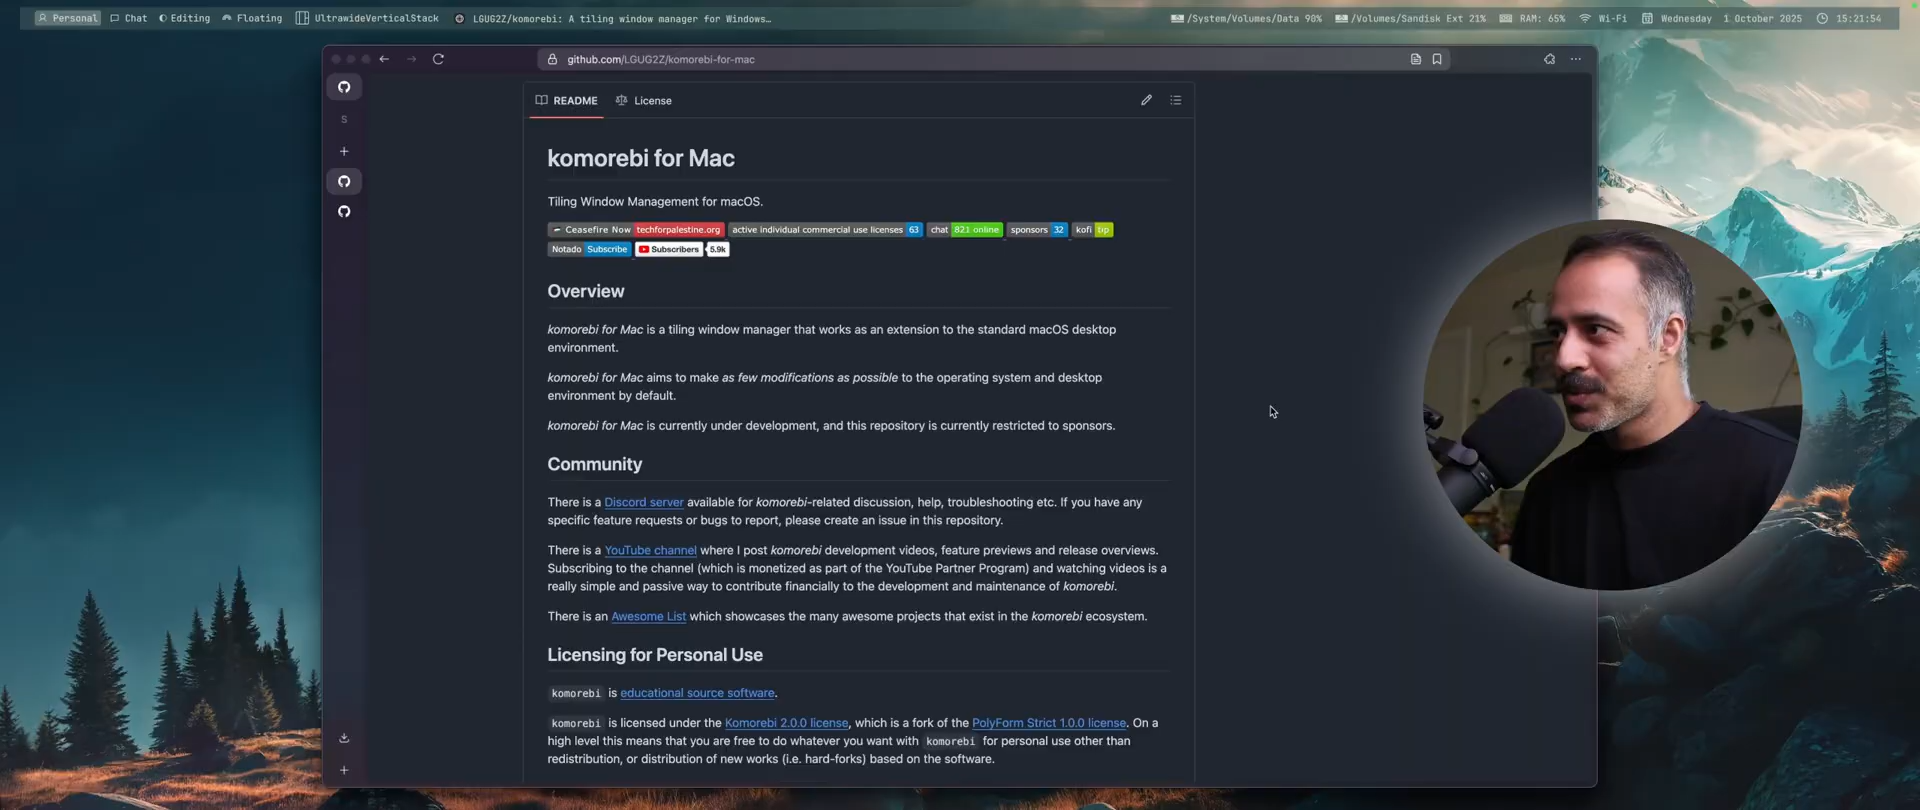 Personal Chat Editing Floating UltrawideVerticalStack LGUG2Z/komorebi: A tiling window manager for Windows… /System/Volumes/Data 90% /Volumes/Sandisk Ext 21% RAM: 65% Wi-Fi Wednesday 1 October 2025 15:21:54
github.com/LGUG2Z/komorebi-for-mac
S
README License
komorebi for Mac
Tiling Window Management for macOS.
Ceasefire Now techforpalestine.org active individual commercial use licenses 63 chat 821 online sponsors 32 kofi tip
Notado Subscribe Subscribers 5.9k
Overview
komorebi for Mac is a tiling window manager that works as an extension to the standard macOS desktop
environment.
komorebi for Mac aims to make as few modifications as possible to the operating system and desktop
environment by default.
komorebi for Mac is currently under development, and this repository is currently restricted to sponsors.
Community
There is a Discord server available for komorebi-related discussion, help, troubleshooting etc. If you have any
specific feature requests or bugs to report, please create an issue in this repository.
There is a YouTube channel where I post komorebi development videos, feature previews and release overviews.
Subscribing to the channel (which is monetized as part of the YouTube Partner Program) and watching videos is a
really simple and passive way to contribute financially to the development and maintenance of komorebi.
There is an Awesome List which showcases the many awesome projects that exist in the komorebi ecosystem.
Licensing for Personal Use
komorebi is educational source software.
komorebi is licensed under the Komorebi 2.0.0 license, which is a fork of the PolyForm Strict 1.0.0 license. On a
high level this means that you are free to do whatever you want with komorebi for personal use other than
redistribution, or distribution of new works (i.e. hard-forks) based on the software.